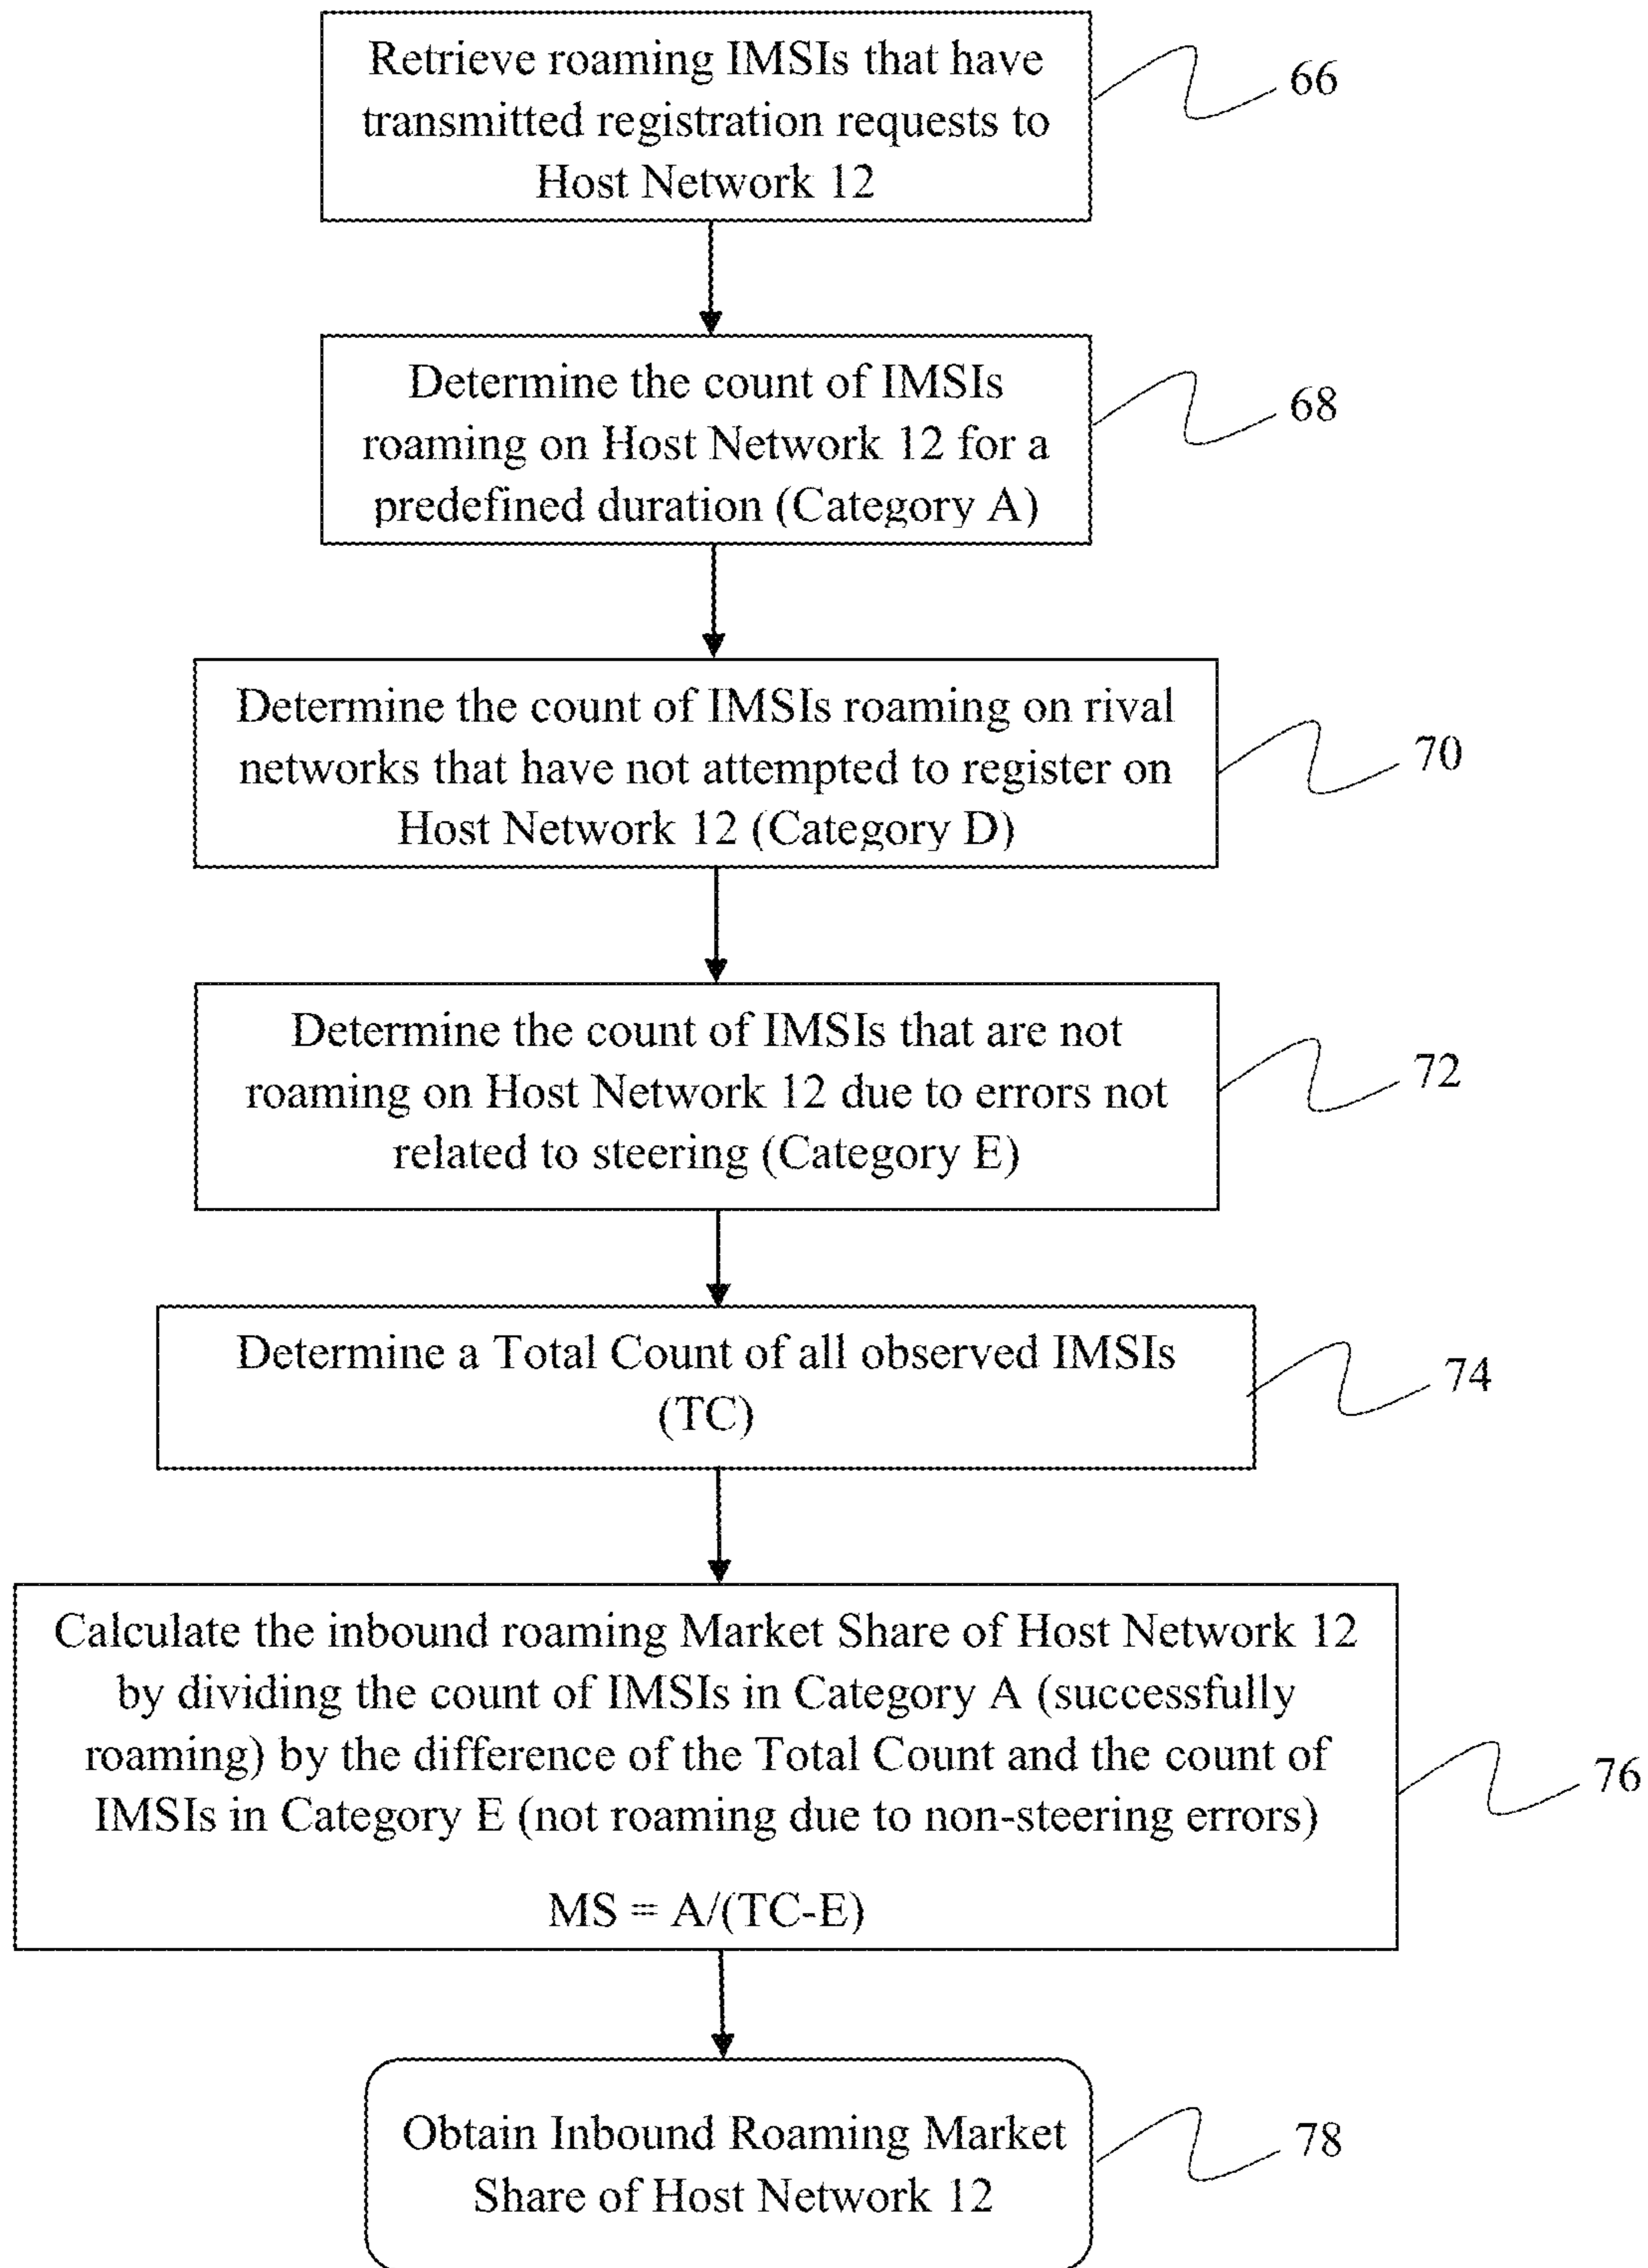 Retrieve roaming IMSIs that have
transmitted registration requests to
Host Network 12
66
Determine the count of IMSIs
roaming on Host Network 12 for a
predefined duration (Category A)
68
Determine the count of IMSIs roaming on rival
networks that have not attempted to register on
Host Network 12 (Category D)
70
Determine the count of IMSIs that are not
roaming on Host Network 12 due to errors not
related to steering (Category E)
72
Determine a Total Count of all observed IMSIs
(TC)
74
Calculate the inbound roaming Market Share of Host Network 12
by dividing the count of IMSIs in Category A (successfully
roaming) by the difference of the Total Count and the count of
IMSIs in Category E (not roaming due to non-steering errors)
MS = A/(TC-E)
76
Obtain Inbound Roaming Market
Share of Host Network 12
78